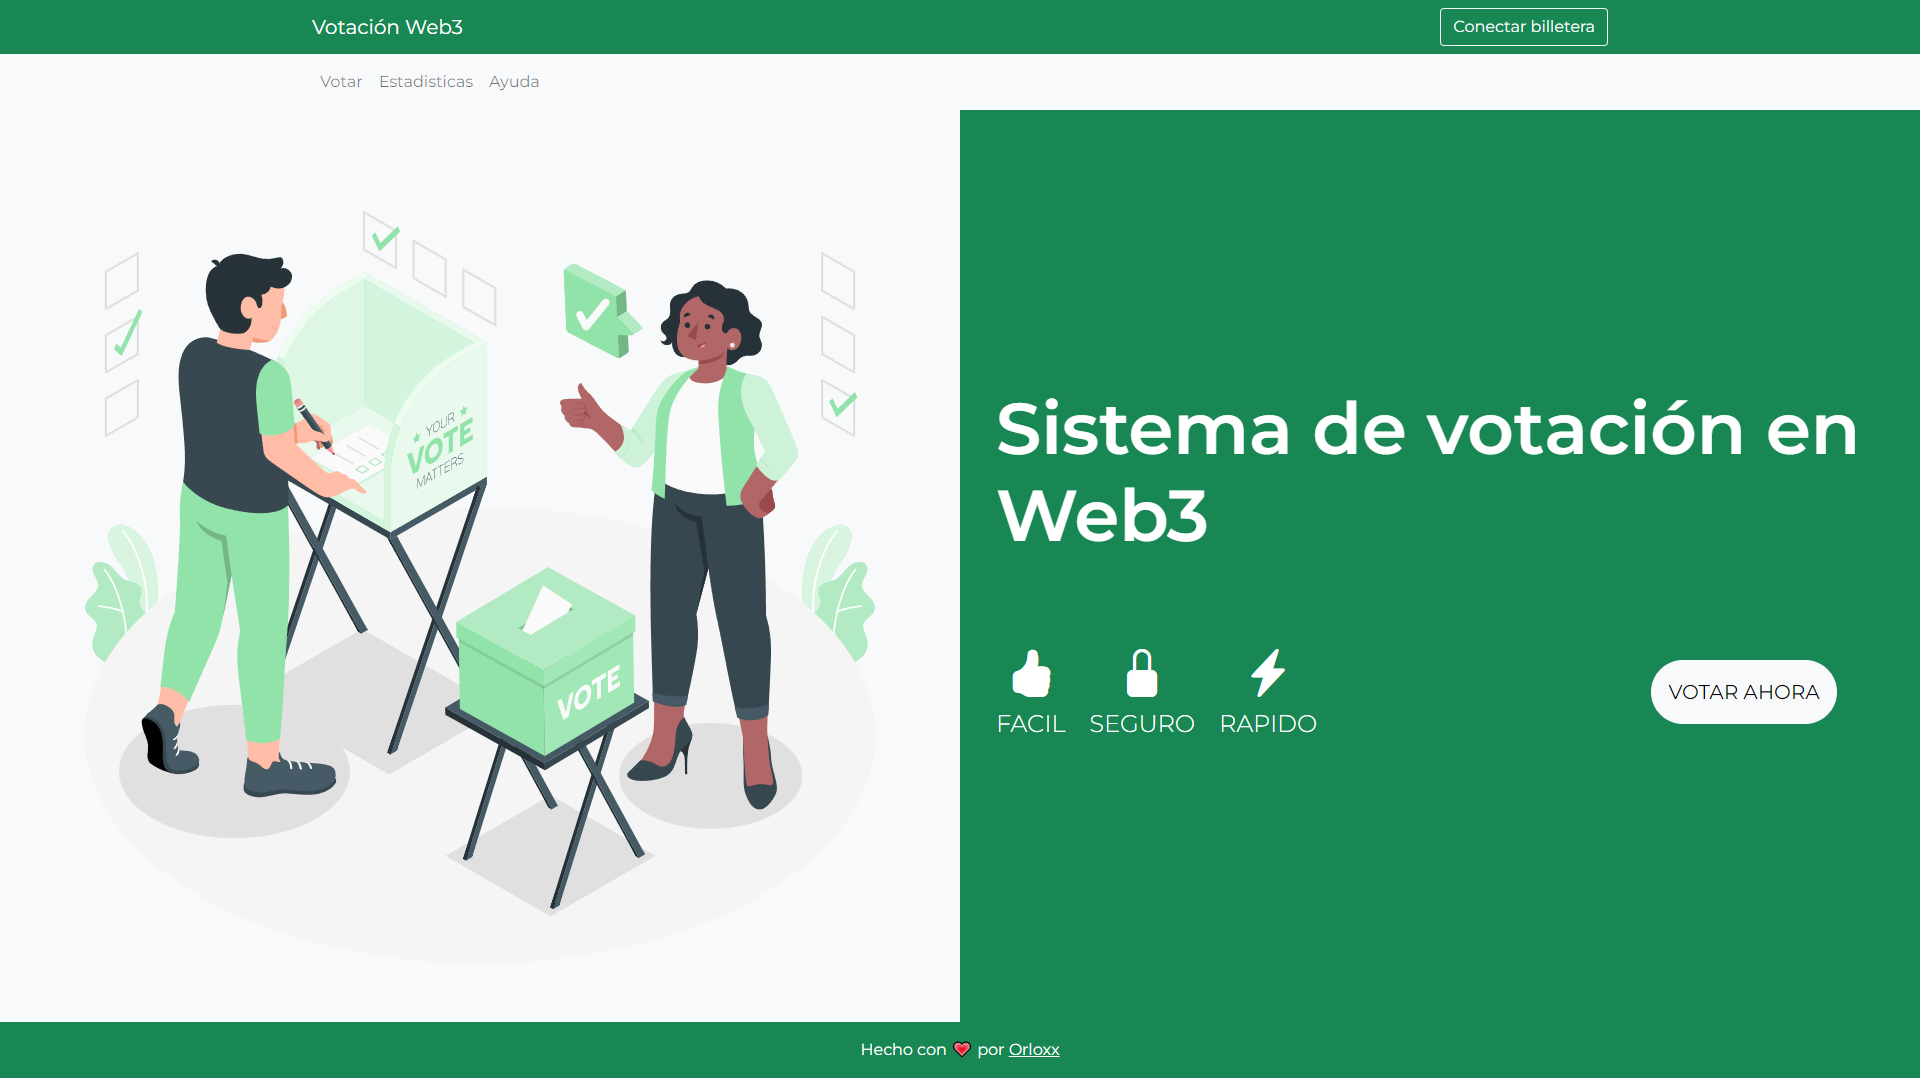 Votación Web3
Conectar billetera
Votar Estadisticas Ayuda
YOUR
VOTE
MATTERS
VOTE
Sistema de votación en
Web3
FACIL SEGURO RAPIDO
VOTAR AHORA
Hecho con ❤️ por Orloxx